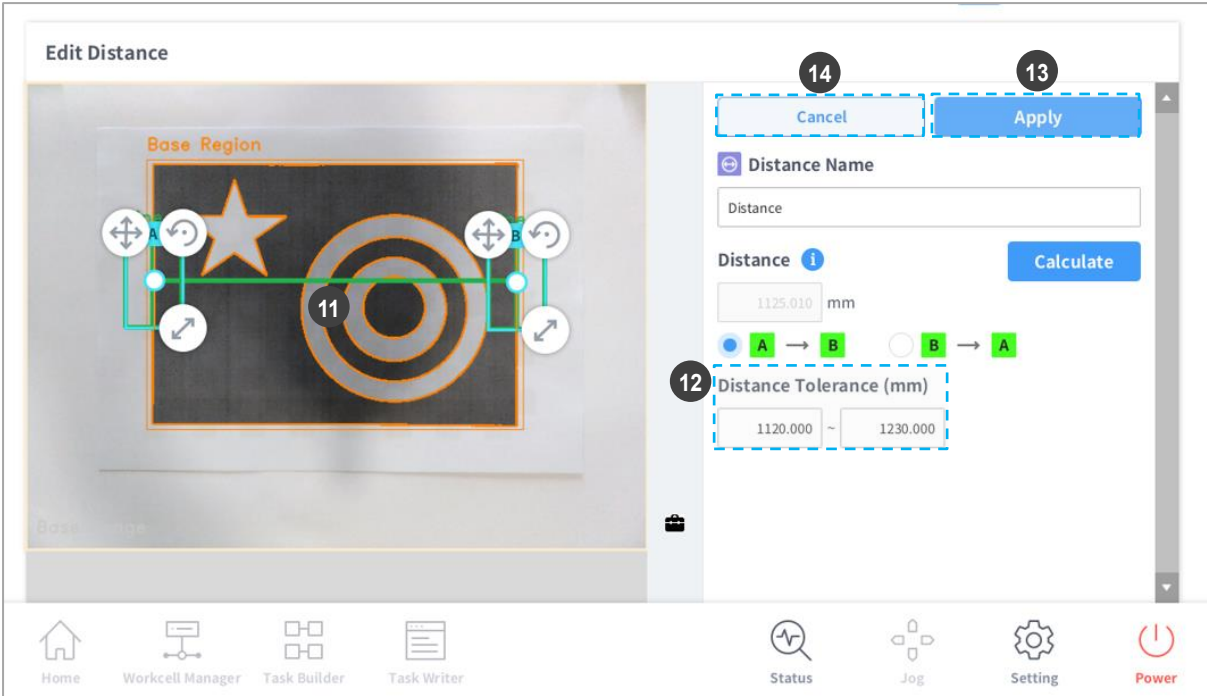 Edit Distance
14
13
Cancel
Apply
Base Region
Distance Name
Distance
A
B
Distance
Calculate
11
1125.010 mm
A → B
B → A
12
Distance Tolerance (mm)
1120.000 ~ 1230.000
Base
Home
Workcell Manager
Task Builder
Task Writer
Status
Jog
Setting
Power